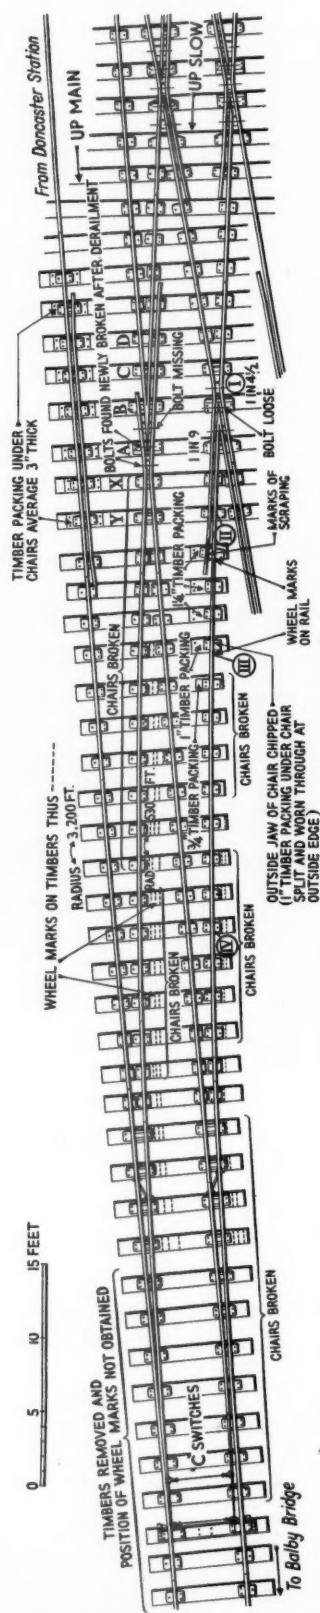 From Doncaster Station
UP MAIN
UP SLOW
TIMBER PACKING UNDER
CHAIRS AVERAGE 3" THICK
BOLTS FOUND NEWLY BROKEN AFTER DERAILMENT
Y X A B C D
BOLT MISSING
1 IN 9
I
1 IN 4½
BOLT LOOSE
II
MARKS OF
SCRAPING
WHEEL MARKS
ON RAIL
1¼" TIMBER PACKING
1" TIMBER PACKING
¾" TIMBER PACKING
III
OUTSIDE JAW OF CHAIR CHIPPED
(1" TIMBER PACKING UNDER CHAIR
SPLIT AND WORN THROUGH AT
OUTSIDE EDGE)
CHAIRS BROKEN
CHAIRS BROKEN
WHEEL MARKS ON TIMBERS THUS
RADIUS 3,200 FT.
RADIUS 630 FT.
IV
CHAIRS BROKEN
CHAIRS BROKEN
CHAIRS BROKEN
0 5 10 15 FEET
TIMBERS REMOVED AND
POSITION OF WHEEL MARKS NOT OBTAINED
'C' SWITCHES
To Balby Bridge